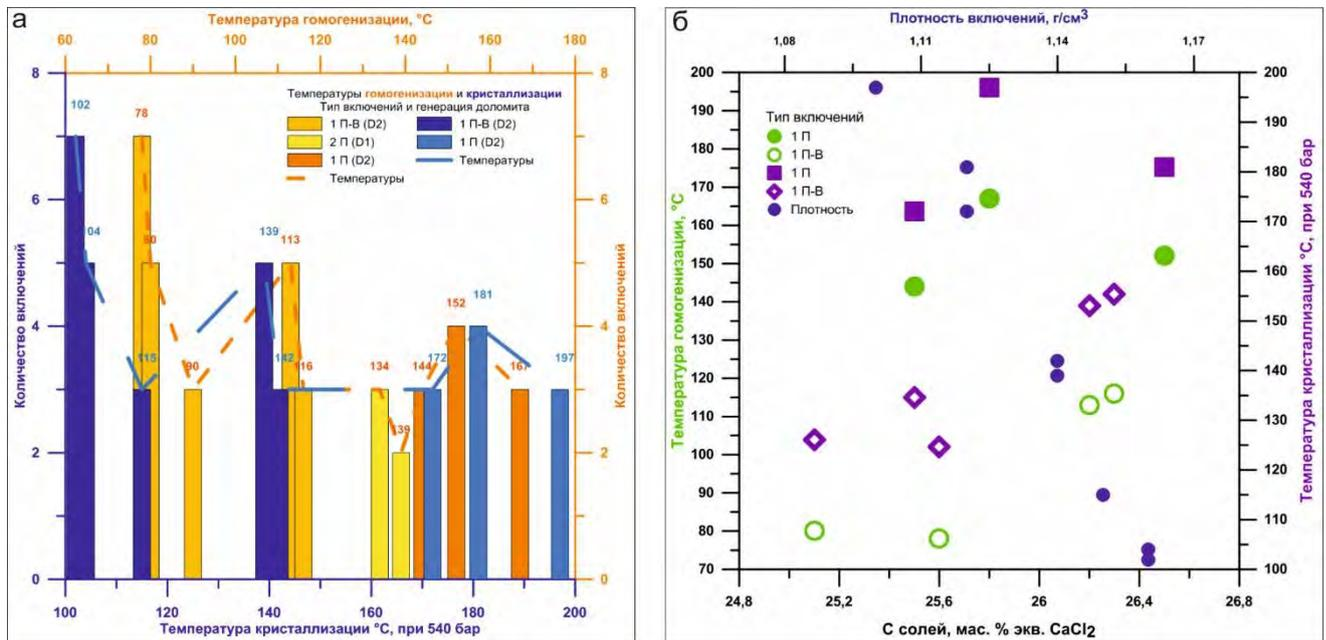 а
Температура гомогенизации, °C
60 80 100 120 140 160 180
Температуры гомогенизации и кристаллизации
Тип включений и генерация доломита
1 П-В (D2) 1 П-В (D2)
2 П (D1) 1 П (D2)
1 П (D2) Температуры
Температуры
Количество включений
8
6
4
2
0
102
04
78
80
115
90
139
113
142
116
134
39
144
172
152
181
167
197
8
6
4
2
0
Количество включений
100 120 140 160 180 200
Температура кристаллизации °C, при 540 бар
б
Плотность включений, г/см3
1,08 1,11 1,14 1,17
Тип включений
1 П
1 П-В
1 П
1 П-В
Плотность
Температура гомогенизации, °C
200
190
180
170
160
150
140
130
120
110
100
90
80
70
200
190
180
170
160
150
140
130
120
110
100
Температура кристаллизации °C, при 540 бар
24,8 25,2 25,6 26 26,4 26,8
С солей, мас. % экв. CaCl2